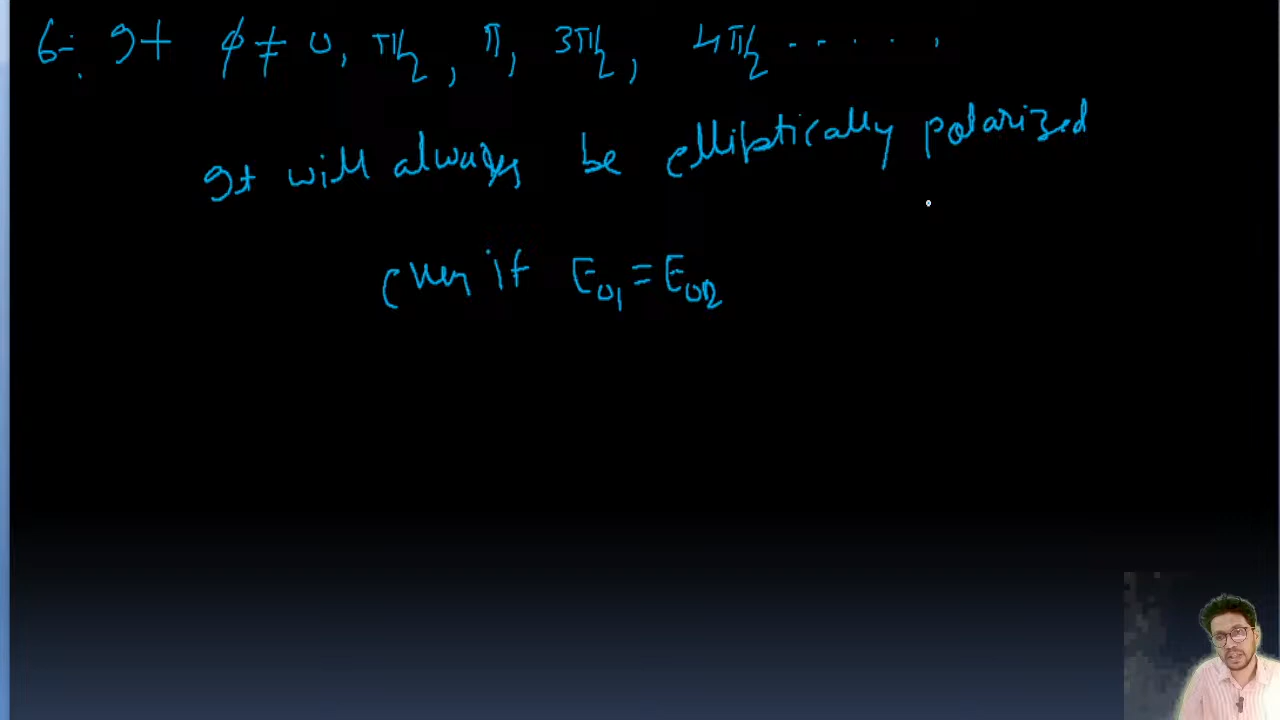 6:- If ϕ ≠ 0, π/2, π, 3π/2, 4π/2 ......
It will always be elliptically polarized
even if E₀₁ = E₀₂